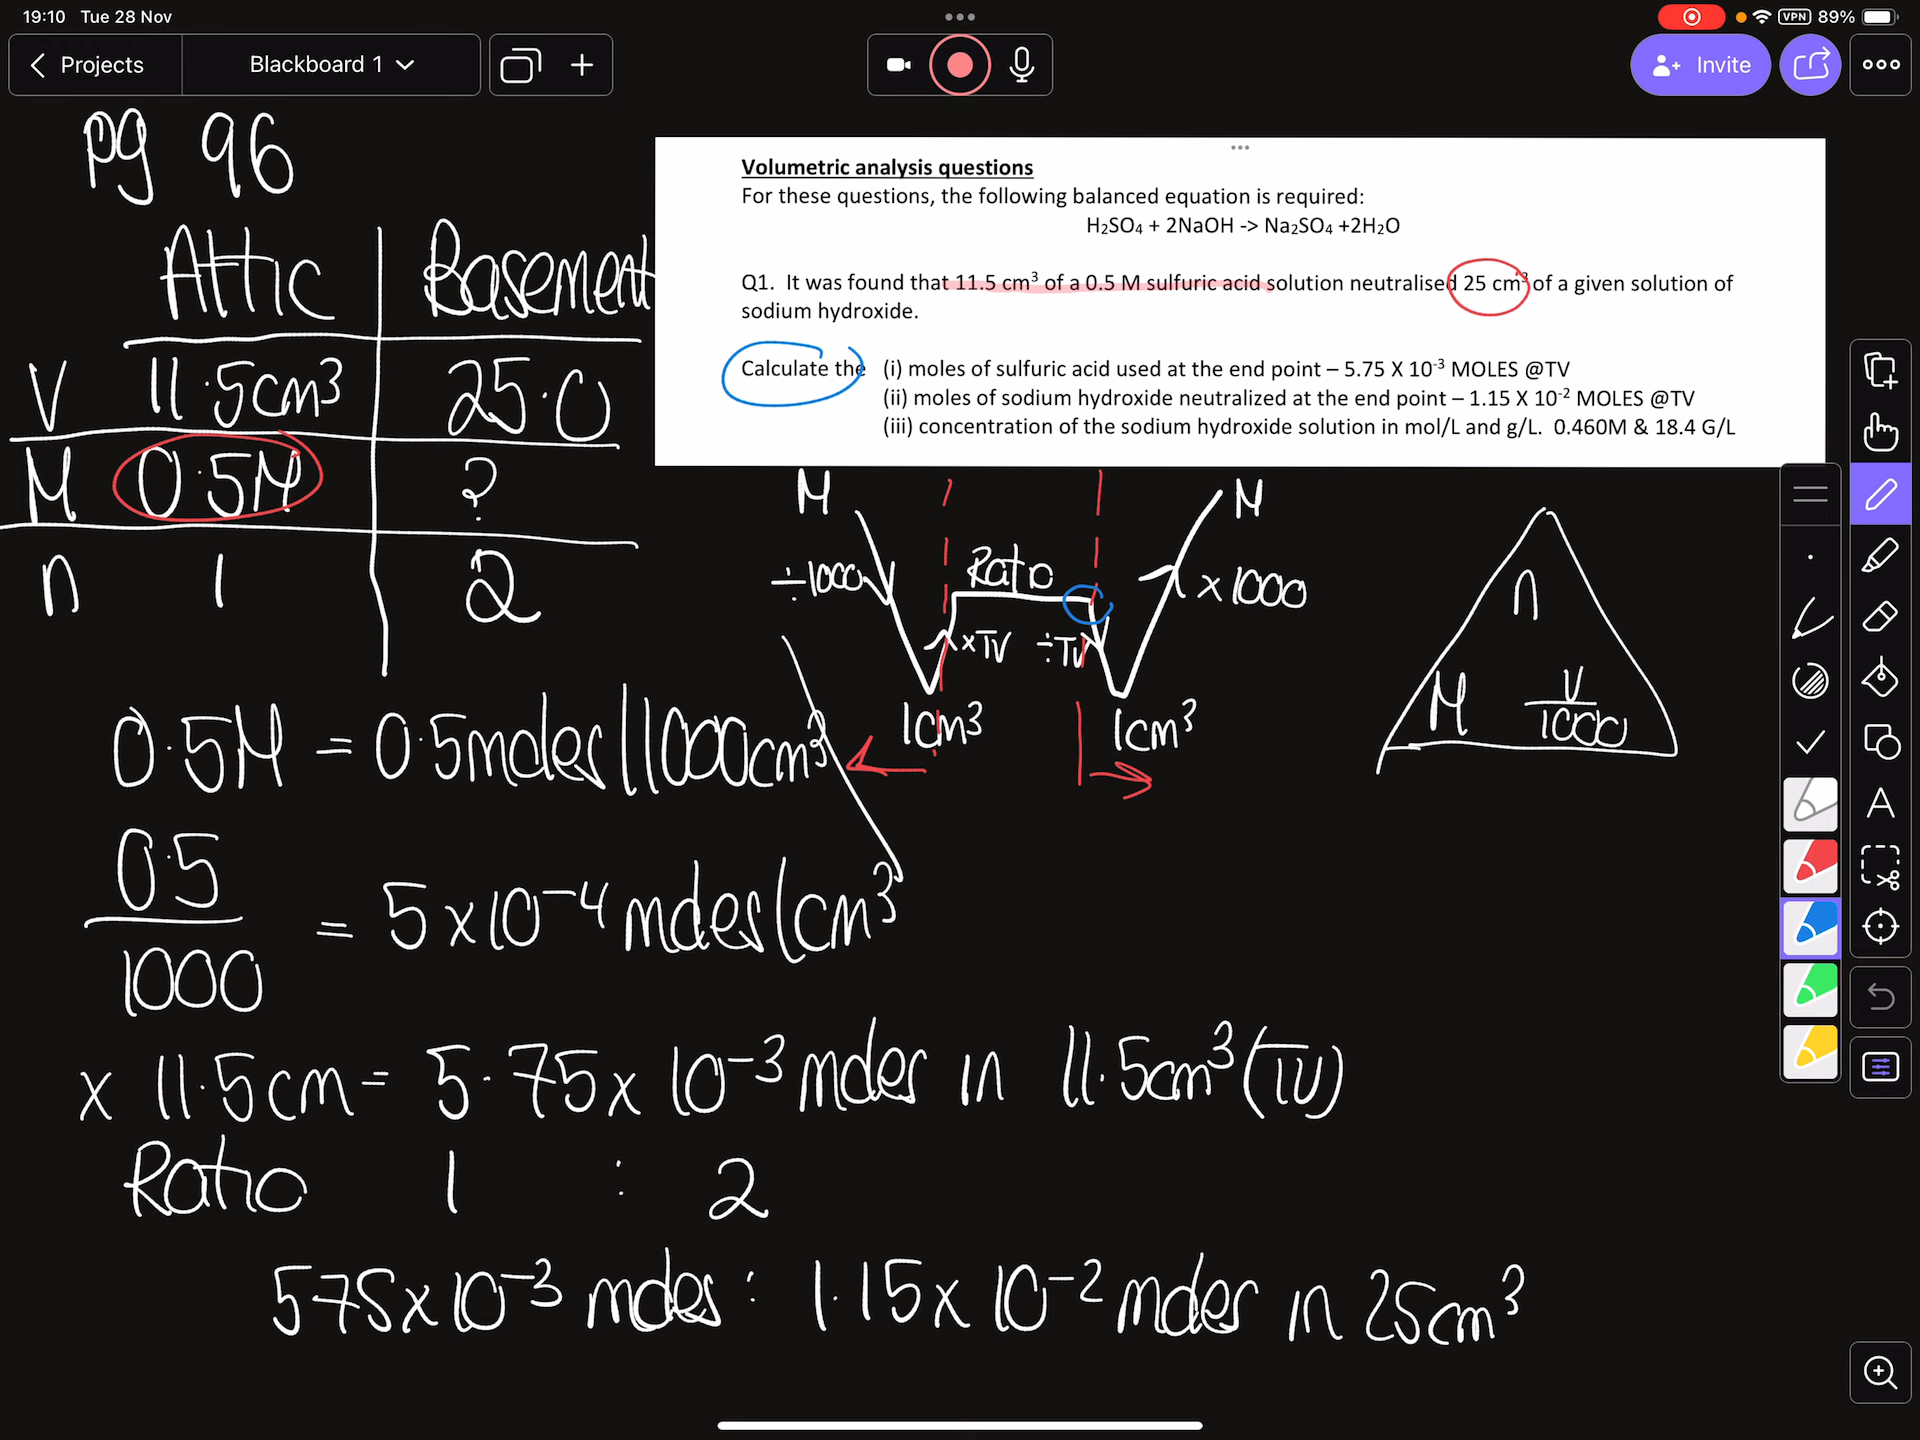 19:10 Tue 28 Nov
VPN 89%
Projects
Blackboard 1
Invite
pg 96
Attic Basement
V 11.5cm³ 25.0
M 0.5M ?
n 1 2
Volumetric analysis questions
For these questions, the following balanced equation is required:
H₂SO₄ + 2NaOH -> Na₂SO₄ +2H₂O
Q1. It was found that 11.5 cm³ of a 0.5 M sulfuric acid solution neutralised 25 cm³ of a given solution of
sodium hydroxide.
Calculate the (i) moles of sulfuric acid used at the end point – 5.75 X 10⁻³ MOLES @TV
(ii) moles of sodium hydroxide neutralized at the end point – 1.15 X 10⁻² MOLES @TV
(iii) concentration of the sodium hydroxide solution in mol/L and g/L. 0.460M & 18.4 G/L
M M
÷1000 Ratio x 1000
xTV ÷TV
1cm³ 1cm³
n
M V/1000
0.5M = 0.5moles/1000cm³
0.5/1000 = 5x10⁻⁴ moles/cm³
x 11.5cm = 5.75x 10⁻³ moles in 11.5cm³(TV)
Ratio 1 : 2
575x10⁻³ moles : 1.15x 10⁻² moles in 25cm³
A